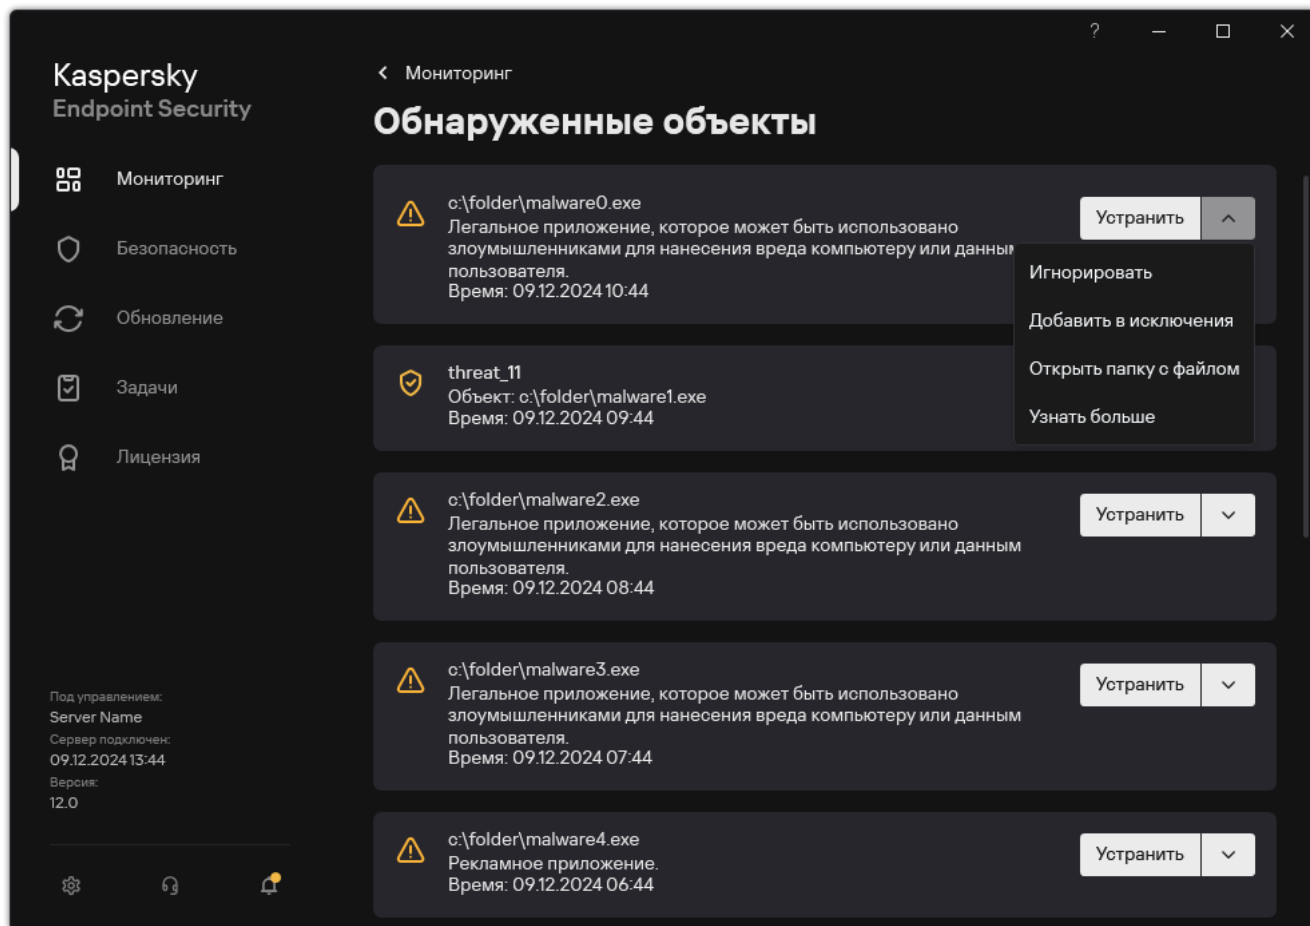 ?
Kaspersky
Endpoint Security
Мониторинг
Безопасность
Обновление
Задачи
Лицензия
Под управлением:
Server Name
Сервер подключен:
09.12.2024 13:44
Версия:
12.0
Мониторинг
Обнаруженные объекты
c:\folder\malware0.exe
Легальное приложение, которое может быть использовано
злоумышленниками для нанесения вреда компьютеру или данным
пользователя.
Время: 09.12.2024 10:44
Устранить
Игнорировать
Добавить в исключения
Открыть папку с файлом
Узнать больше
threat_11
Объект: c:\folder\malware1.exe
Время: 09.12.2024 09:44
c:\folder\malware2.exe
Легальное приложение, которое может быть использовано
злоумышленниками для нанесения вреда компьютеру или данным
пользователя.
Время: 09.12.2024 08:44
Устранить
c:\folder\malware3.exe
Легальное приложение, которое может быть использовано
злоумышленниками для нанесения вреда компьютеру или данным
пользователя.
Время: 09.12.2024 07:44
Устранить
c:\folder\malware4.exe
Рекламное приложение.
Время: 09.12.2024 06:44
Устранить